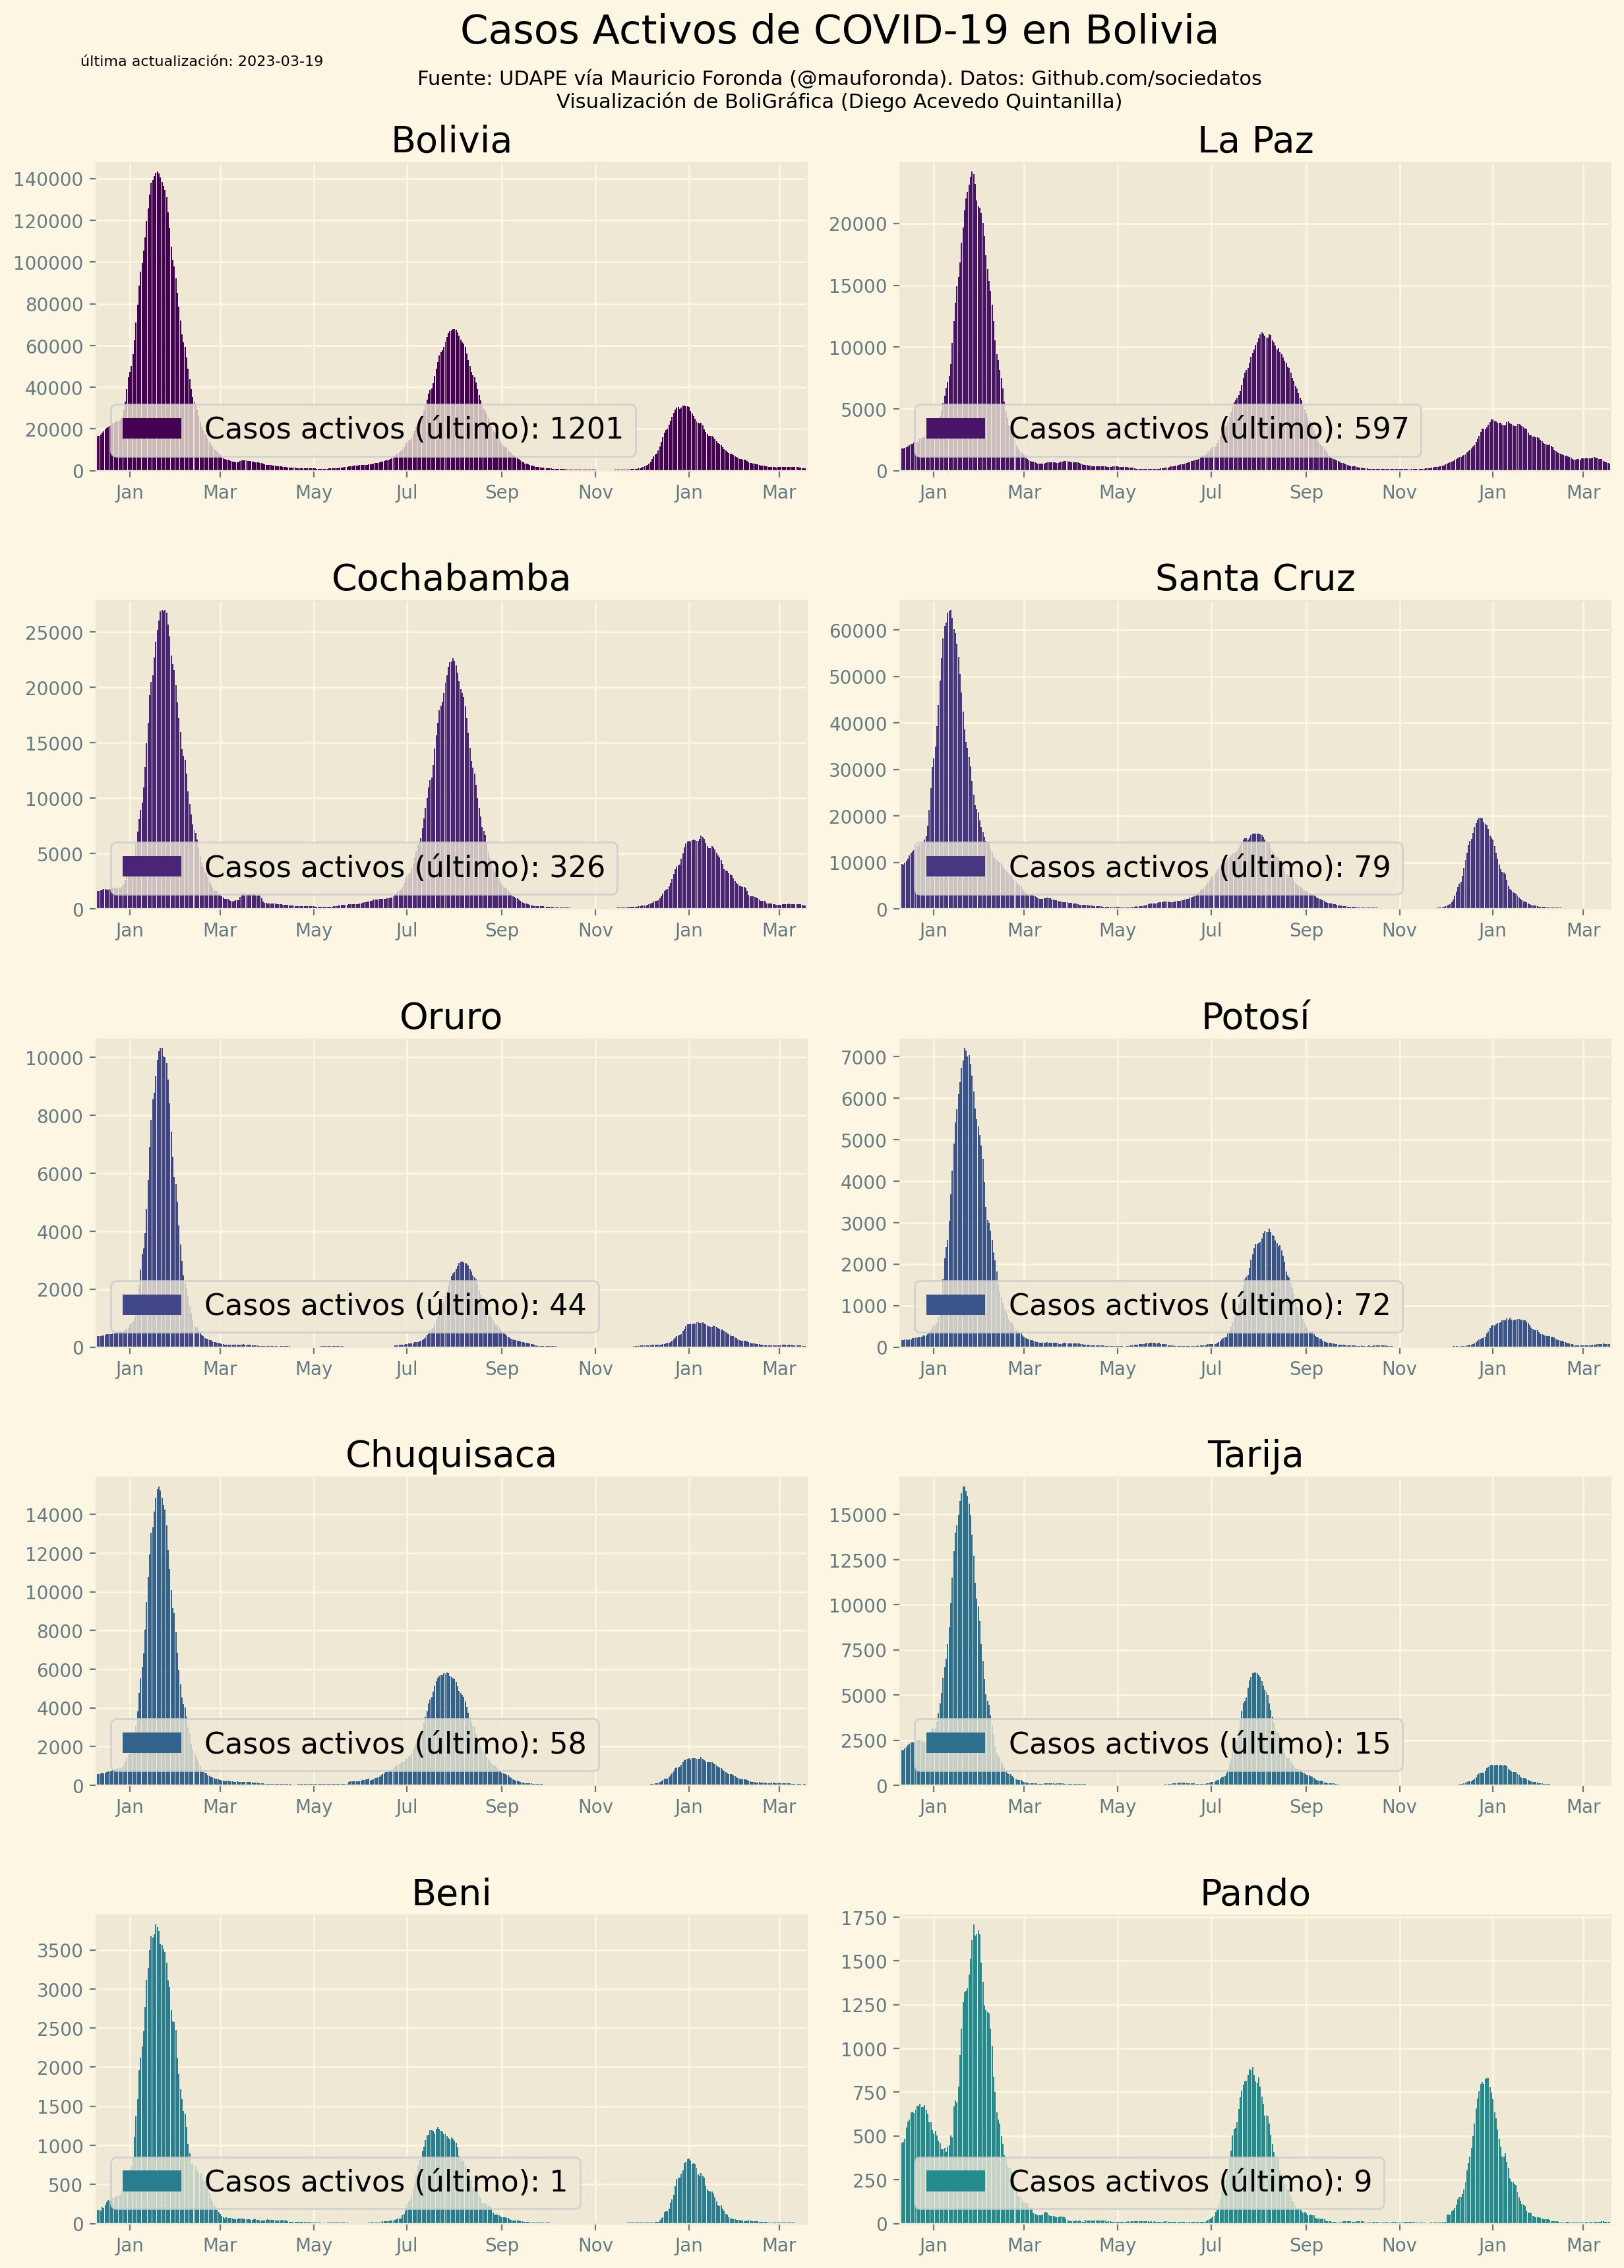 Casos Activos de COVID-19 en Bolivia
última actualización: 2023-03-19
Fuente: UDAPE vía Mauricio Foronda (@mauforonda). Datos: Github.com/sociedatos
Visualización de BoliGráfica (Diego Acevedo Quintanilla)
Bolivia
140000
120000
100000
80000
60000
40000
20000
0
Casos activos (último): 1201
Jan Mar May Jul Sep Nov Jan Mar
La Paz
20000
15000
10000
5000
0
Casos activos (último): 597
Jan Mar May Jul Sep Nov Jan Mar
Cochabamba
25000
20000
15000
10000
5000
0
Casos activos (último): 326
Jan Mar May Jul Sep Nov Jan Mar
Santa Cruz
60000
50000
40000
30000
20000
10000
0
Casos activos (último): 79
Jan Mar May Jul Sep Nov Jan Mar
Oruro
10000
8000
6000
4000
2000
0
Casos activos (último): 44
Jan Mar May Jul Sep Nov Jan Mar
Potosí
7000
6000
5000
4000
3000
2000
1000
0
Casos activos (último): 72
Jan Mar May Jul Sep Nov Jan Mar
Chuquisaca
14000
12000
10000
8000
6000
4000
2000
0
Casos activos (último): 58
Jan Mar May Jul Sep Nov Jan Mar
Tarija
15000
12500
10000
7500
5000
2500
0
Casos activos (último): 15
Jan Mar May Jul Sep Nov Jan Mar
Beni
3500
3000
2500
2000
1500
1000
500
0
Casos activos (último): 1
Jan Mar May Jul Sep Nov Jan Mar
Pando
1750
1500
1250
1000
750
500
250
0
Casos activos (último): 9
Jan Mar May Jul Sep Nov Jan Mar